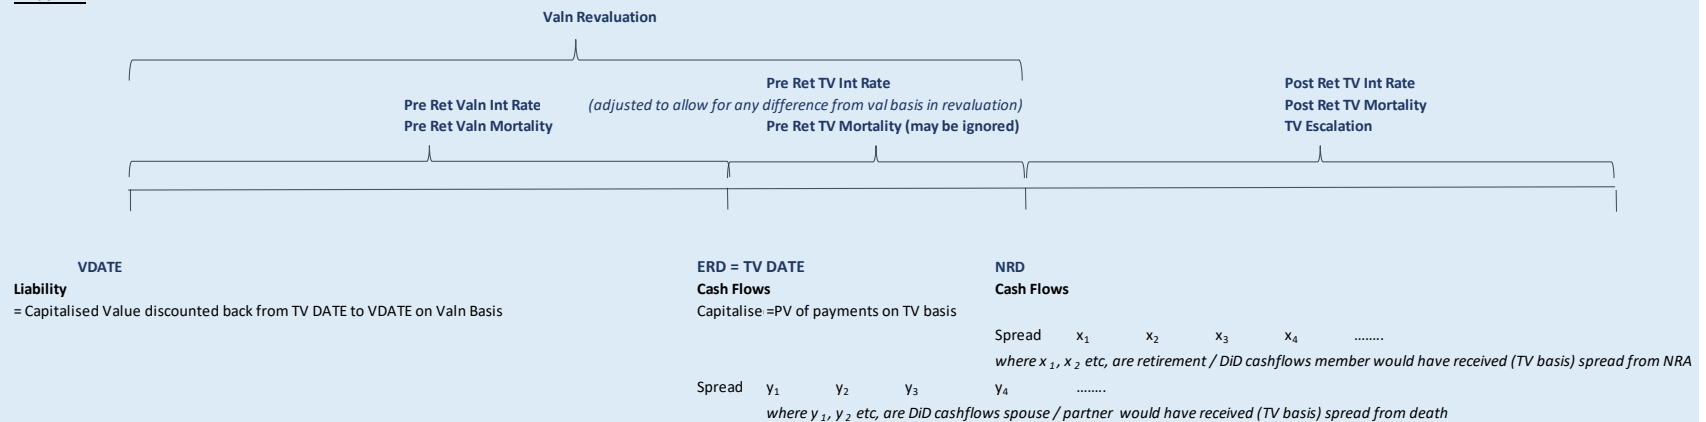 Valn Revaluation
Pre Ret TV Int Rate
Post Ret TV Int Rate
Pre Ret Valn Int Rate
(adjusted to allow for any difference from val basis in revaluation)
Post Ret TV Mortality
Pre Ret Valn Mortality
Pre Ret TV Mortality (may be ignored)
TV Escalation
VDATE
ERD = TV DATE
NRD
Liability
Cash Flows
Cash Flows
= Capitalised Value discounted back from TV DATE to VDATE on Valn Basis
Capitalise =PV of payments on TV basis
Spread x₁ x₂ x₃ x₄ ........
where x ₁, x ₂ etc, are retirement / DiD cashflows member would have received (TV basis) spread from NRA
Spread y₁ y₂ y₃ y₄ ........
where y ₁, y ₂ etc, are DiD cashflows spouse / partner would have received (TV basis) spread from death